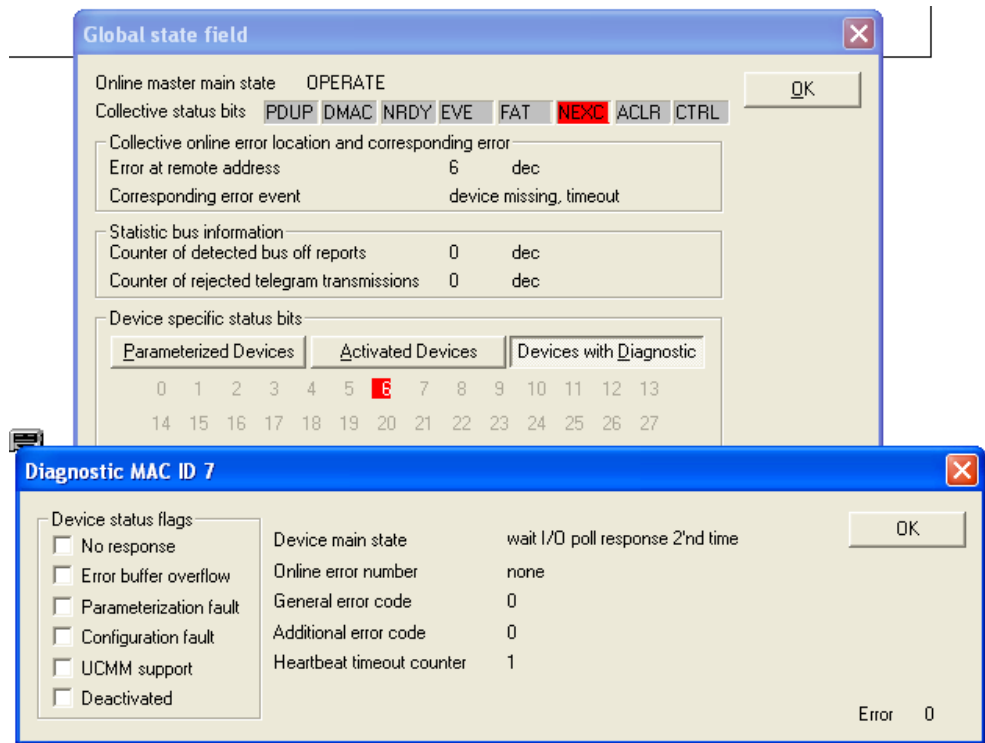 Global state field
Online master main state OPERATE
OK
Collective status bits PDUP DMAC NRDY EVE FAT NEXC ACLR CTRL
Collective online error location and corresponding error
Error at remote address 6 dec
Corresponding error event device missing, timeout
Statistic bus information
Counter of detected bus off reports 0 dec
Counter of rejected telegram transmissions 0 dec
Device specific status bits
Parameterized Devices Activated Devices Devices with Diagnostic
0 1 2 3 4 5 6 7 8 9 10 11 12 13
14 15 16 17 18 19 20 21 22 23 24 25 26 27
Diagnostic MAC ID 7
Device status flags
OK
No response
Error buffer overflow
Parameterization fault
Configuration fault
UCMM support
Deactivated
Device main state wait I/O poll response 2'nd time
Online error number none
General error code 0
Additional error code 0
Heartbeat timeout counter 1
Error 0